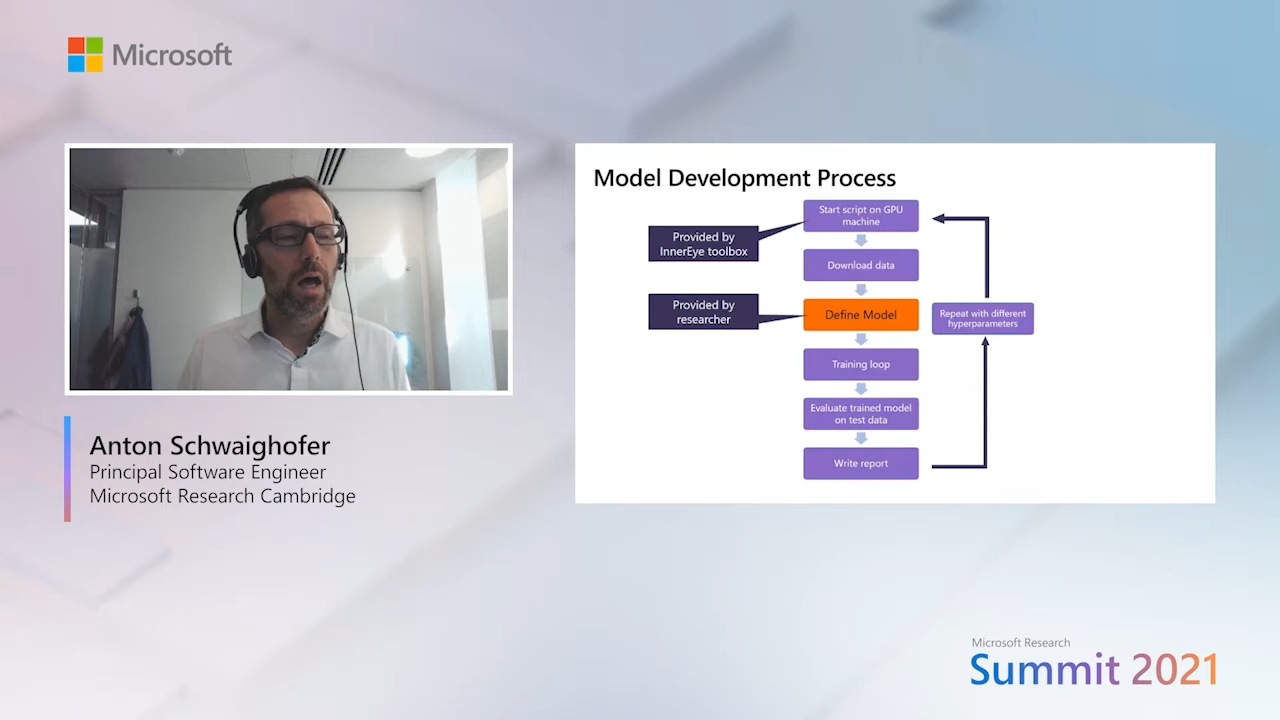 Microsoft
Model Development Process
Start script on GPU
machine
Provided by
InnerEye toolbox
Download data
Provided by
researcher
Define Model
Repeat with different
hyperparameters
Training loop
Evaluate trained model
on test data
Write report
Anton Schwaighofer
Principal Software Engineer
Microsoft Research Cambridge
Microsoft Research
Summit 2021